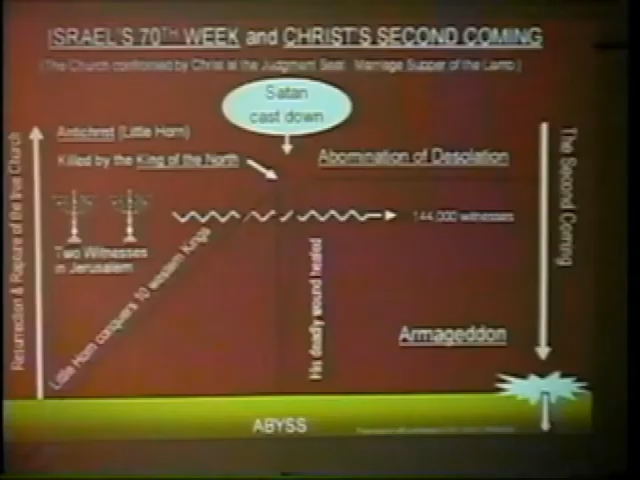 ISRAEL'S 70TH WEEK and CHRIST'S SECOND COMING
(The Church confronted by Christ at the Judgment Seat. Marriage Supper of the Lamb)
Satan
cast down
Antichrist (Little Horn)
Killed by the King of the North
Abomination of Desolation
Resurrection & Rapture of the true Church
The Second Coming
144,000 witnesses
Two Witnesses
in Jerusalem
Little Horn conquers 10 western Kings
His deadly wound healed
Armageddon
ABYSS